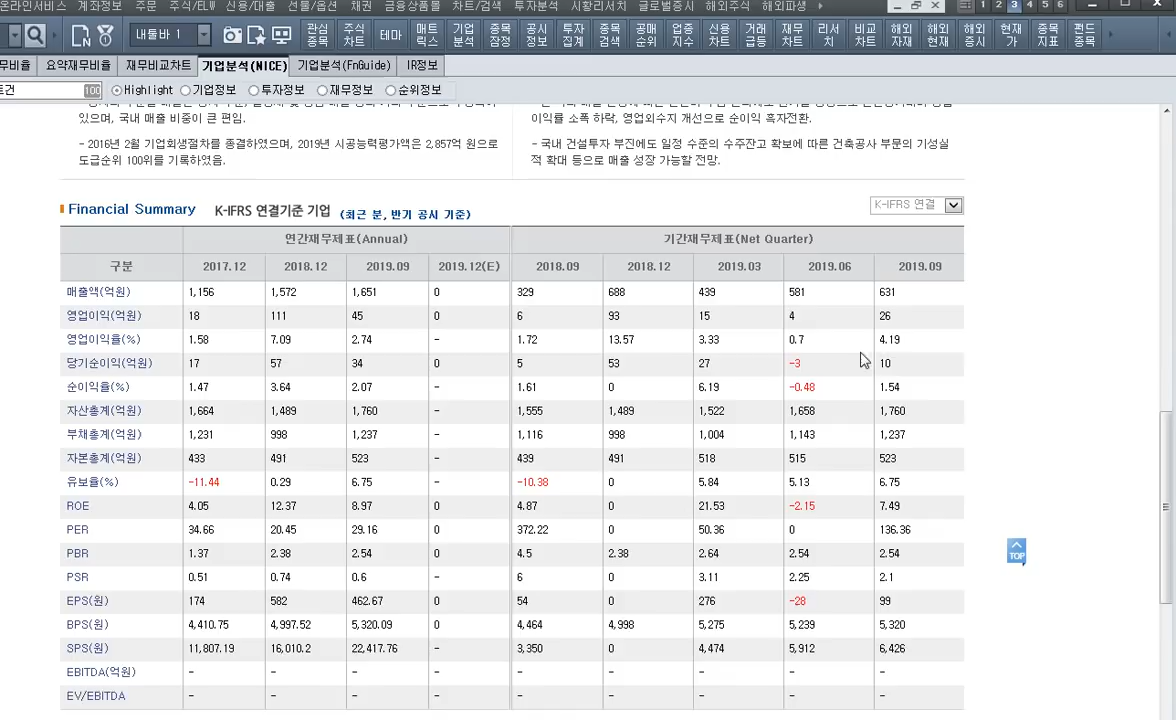 온라인서비스 계좌정보 주문 주식/ELW 신용/대출 선물/옵션 채권 금융상품몰 차트/검색 투자분석 시황리서치 글로벌증시 해외주식 해외파생
1 2 3 4 5 6
내툴바 1 관심종목 주식차트 테마 매트릭스 기업분석 종목잠정 공시정보 투자집계 종목검색 공매순위 업종지수 신용차트 거래급등 재무차트 리서치 비교차트 해외자재 해외현재 해외증시 현재가 종목지표 펀드종목
무비율 요약재무비율 재무비교차트 기업분석(NICE) 기업분석(FnGuide) IR정보
조건 100 Highlight 기업정보 투자정보 재무정보 순위정보
있으며, 국내 매출 비중이 큰 편임.
- 2016년 2월 기업회생절차를 종결하였으며, 2019년 시공능력평가액은 2,857억 원으로
도급순위 100위를 기록하였음.
이익률 소폭 하락, 영업외수지 개선으로 순이익 흑자전환.
- 국내 건설투자 부진에도 일정 수준의 수주잔고 확보에 따른 건축공사 부문의 기성실
적 확대 등으로 매출 성장 가능할 전망.
Financial Summary K-IFRS 연결기준 기업 (최근 분,반기 공시 기준) K-IFRS 연결
구분 연간재무제표(Annual) 기간재무제표(Net Quarter)
2017.12 2018.12 2019.09 2019.12(E) 2018.09 2018.12 2019.03 2019.06 2019.09
매출액(억원) 1,156 1,572 1,651 0 329 688 439 581 631
영업이익(억원) 18 111 45 0 6 93 15 4 26
영업이익률(%) 1.58 7.09 2.74 - 1.72 13.57 3.33 0.7 4.19
당기순이익(억원) 17 57 34 0 5 53 27 -3 10
순이익율(%) 1.47 3.64 2.07 - 1.61 0 6.19 -0.48 1.54
자산총계(억원) 1,664 1,489 1,760 - 1,555 1,489 1,522 1,658 1,760
부채총계(억원) 1,231 998 1,237 - 1,116 998 1,004 1,143 1,237
자본총계(억원) 433 491 523 - 439 491 518 515 523
유보율(%) -11.44 0.29 6.75 - -10.38 0 5.84 5.13 6.75
ROE 4.05 12.37 8.97 0 4.87 0 21.53 -2.15 7.49
PER 34.66 20.45 29.16 0 372.22 0 50.36 0 136.36
PBR 1.37 2.38 2.54 0 4.5 2.38 2.64 2.54 2.54
PSR 0.51 0.74 0.6 - 6 0 3.11 2.25 2.1
EPS(원) 174 582 462.67 0 54 0 276 -28 99
BPS(원) 4,410.75 4,997.52 5,320.09 0 4,464 4,998 5,275 5,239 5,320
SPS(원) 11,807.19 16,010.2 22,417.76 - 3,350 0 4,474 5,912 6,426
EBITDA(억원) - - - - - - - - -
EV/EBITDA - - - - - - - - -
TOP